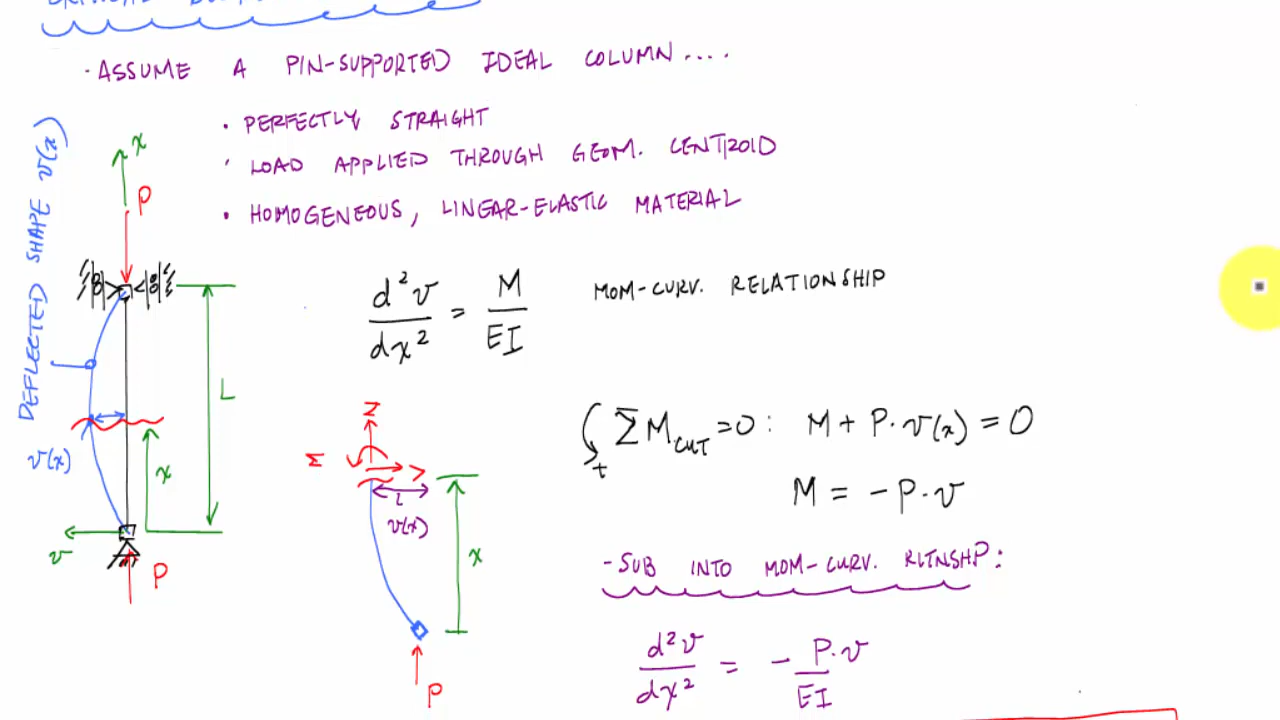 · ASSUME A PIN-SUPPORTED IDEAL COLUMN....
· PERFECTLY STRAIGHT
· LOAD APPLIED THROUGH GEOM. CENTROID
· HOMOGENEOUS, LINEAR-ELASTIC MATERIAL
DEFLECTED SHAPE v(x)
x
P
L
v(x)
x
v
P
d²v/dx² = M/EI MOM-CURV. RELATIONSHIP
N
M
V
v(x)
x
P
+ ΣM_CUT = 0: M + P·v(x) = 0
M = -P·v
- SUB INTO MOM-CURV. RLTNSHP:
d²v/dx² = - P·v/EI